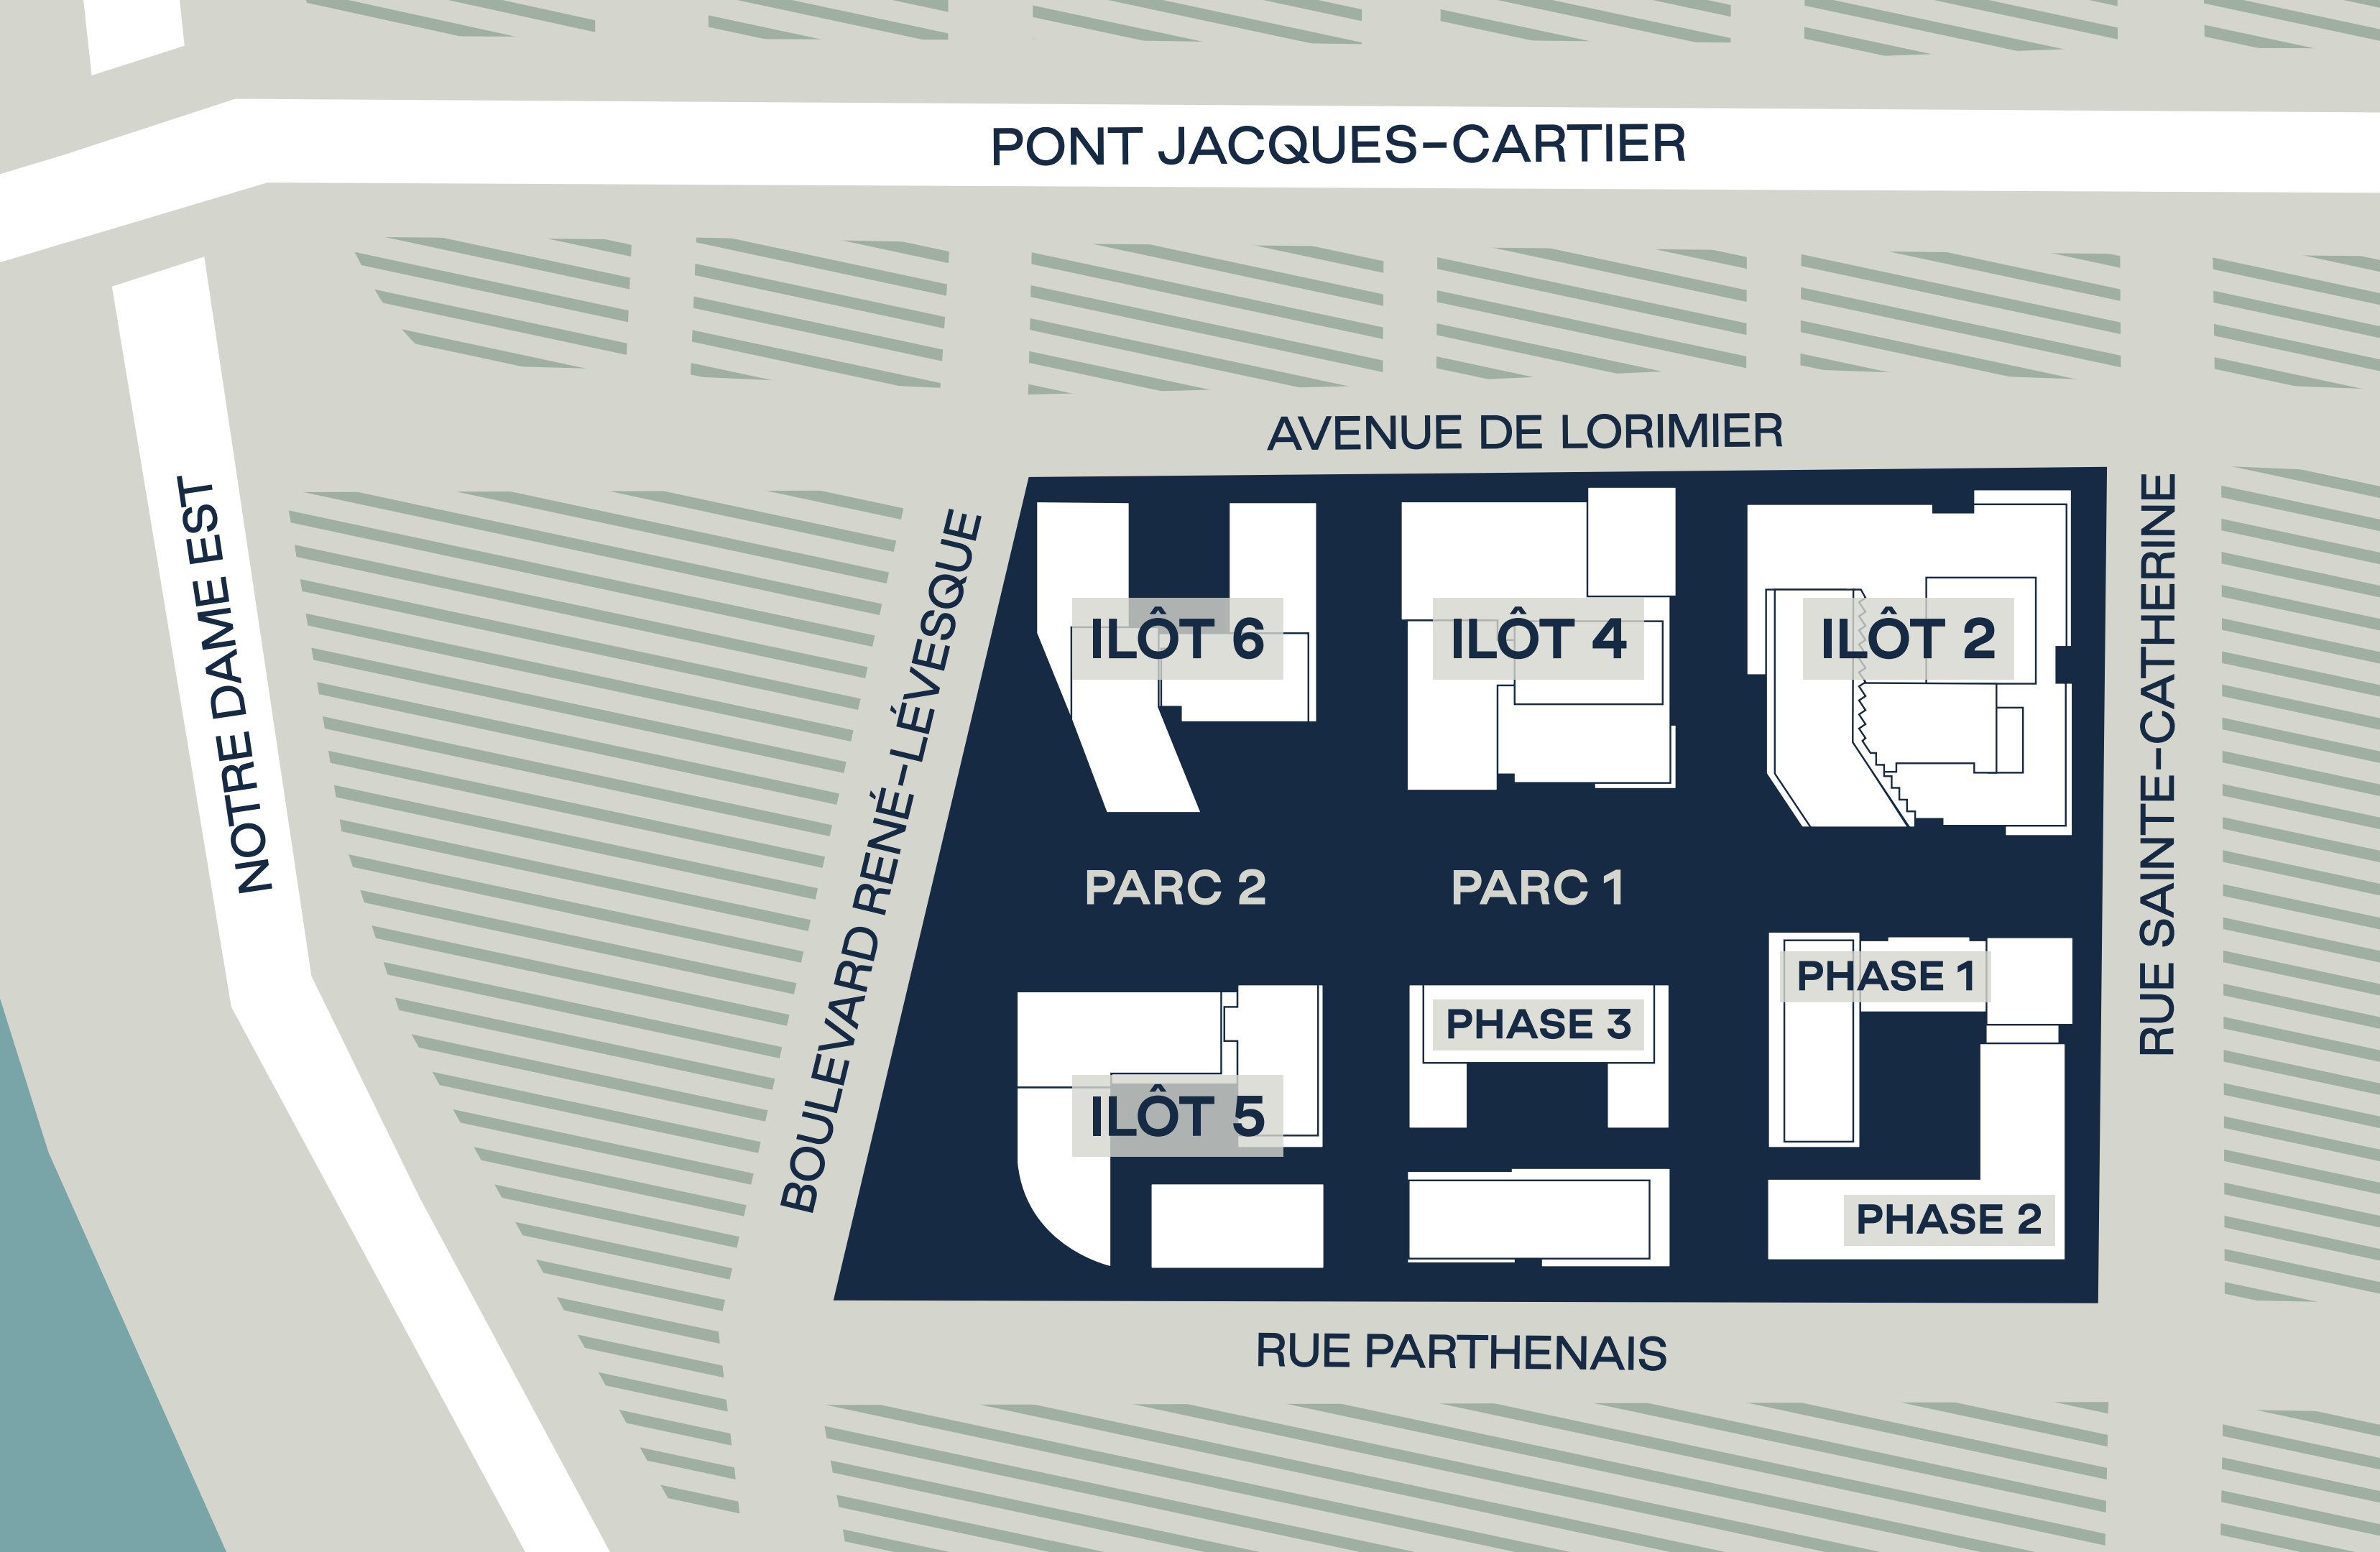 PONT JACQUES-CARTIER
AVENUE DE LORIMIER
NOTRE DAME EST
BOULEVARD RENÉ-LÉVESQUE
RUE SAINTE-CATHERINE
ILÔT 6
ILÔT 4
ILÔT 2
PARC 2
PARC 1
PHASE 1
PHASE 3
ILÔT 5
PHASE 2
RUE PARTHENAIS